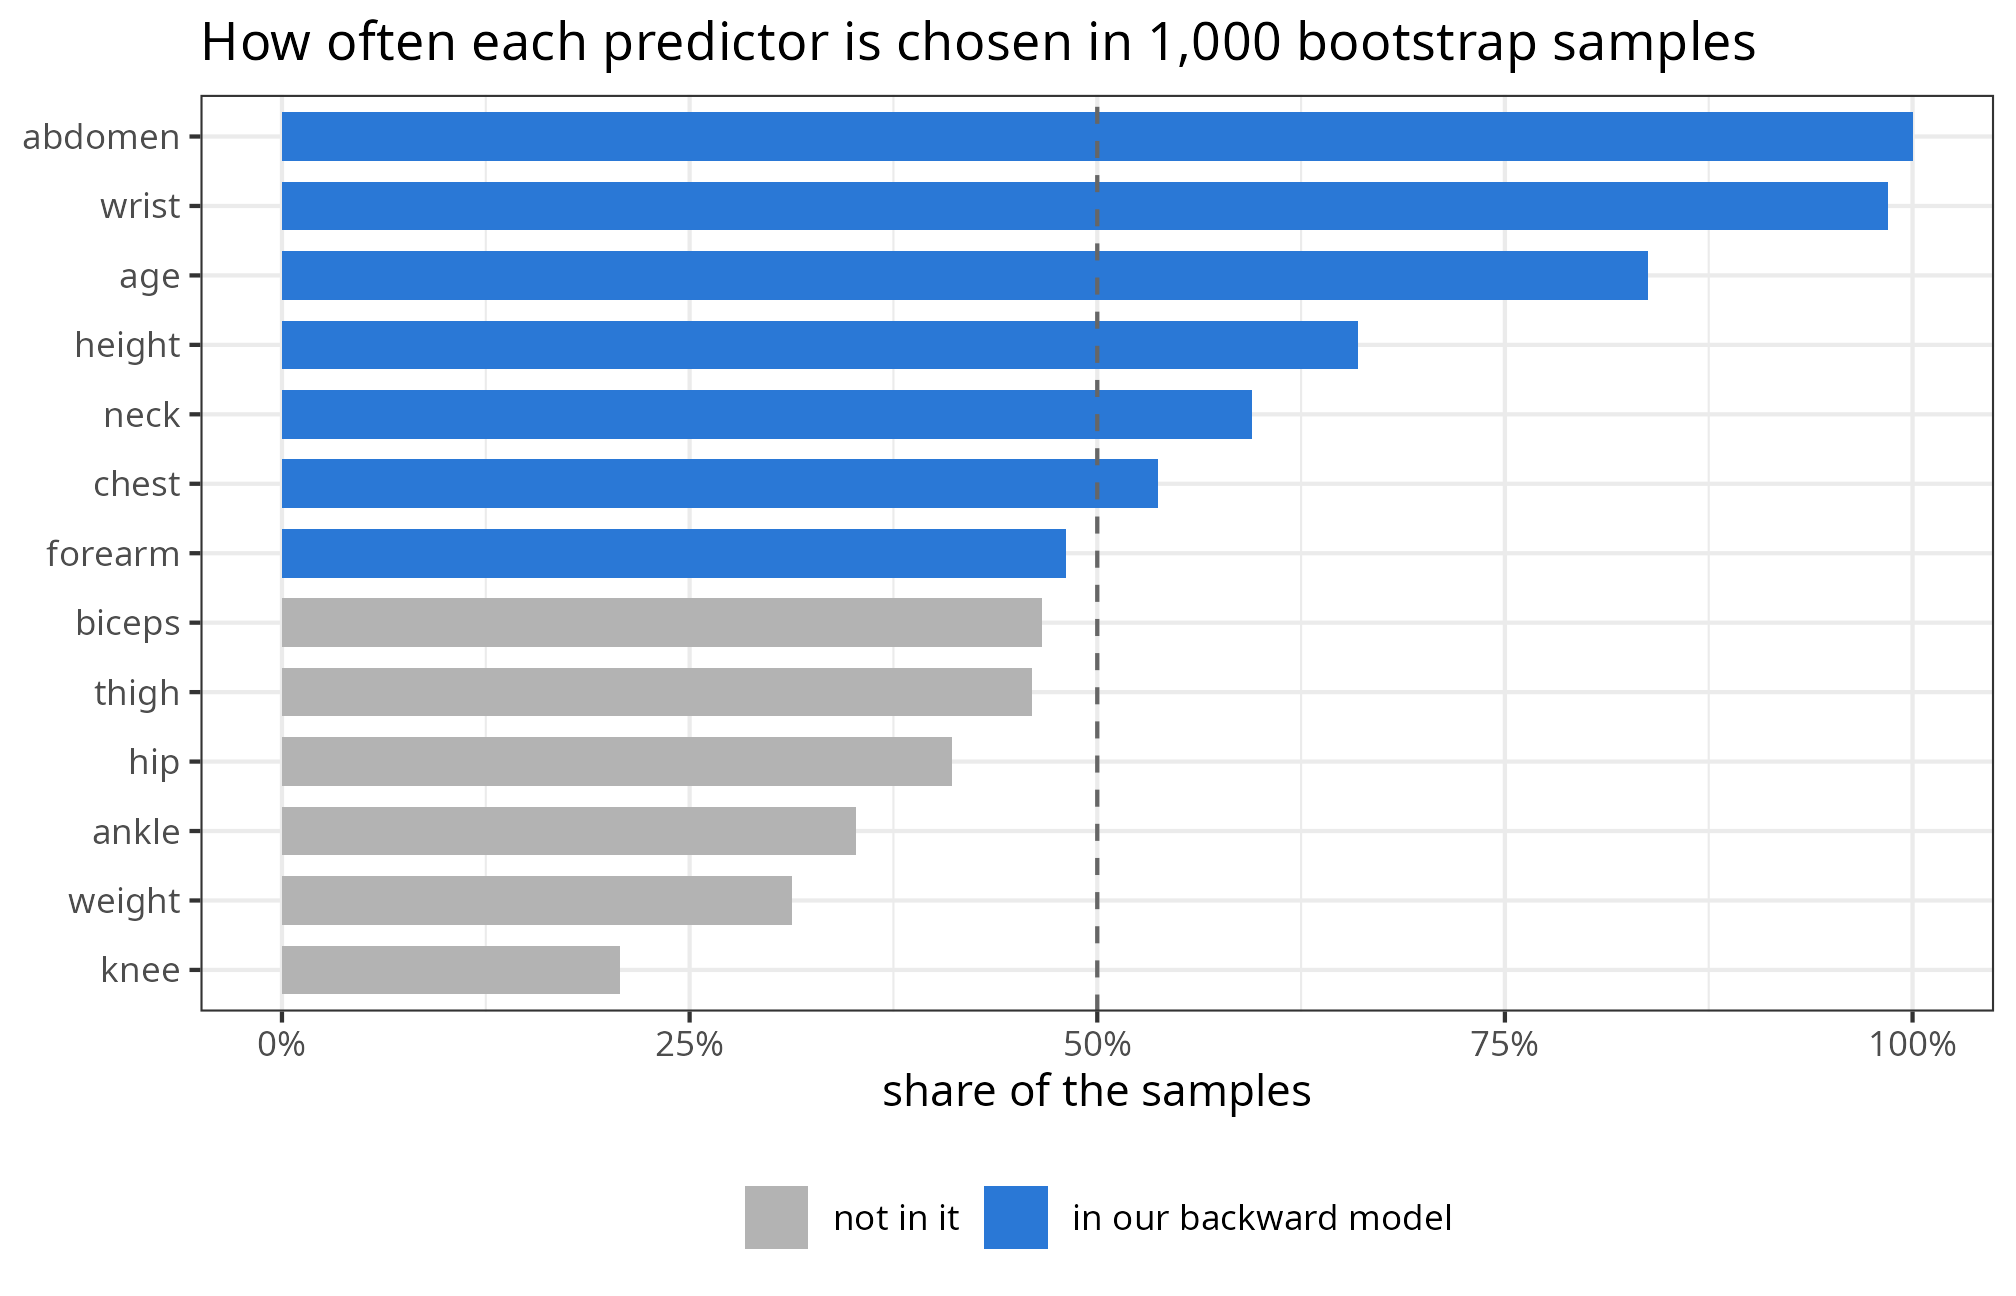 How often each predictor is chosen in 1,000 bootstrap samples
abdomen
wrist
age
height
neck
chest
forearm
biceps
thigh
hip
ankle
weight
knee
0% 25% 50% 75% 100%
share of the samples
not in it in our backward model